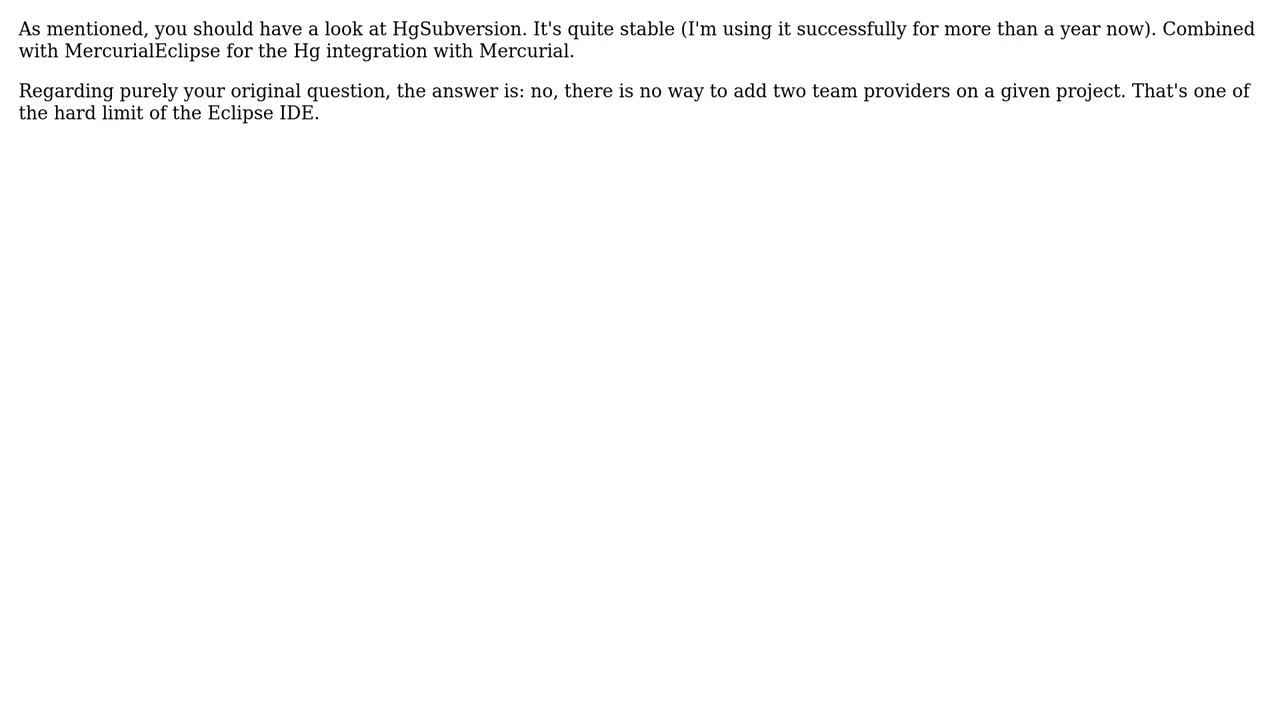 As mentioned, you should have a look at HgSubversion. It's quite stable (I'm using it successfully for more than a year now). Combined
with MercurialEclipse for the Hg integration with Mercurial.
Regarding purely your original question, the answer is: no, there is no way to add two team providers on a given project. That's one of
the hard limit of the Eclipse IDE.